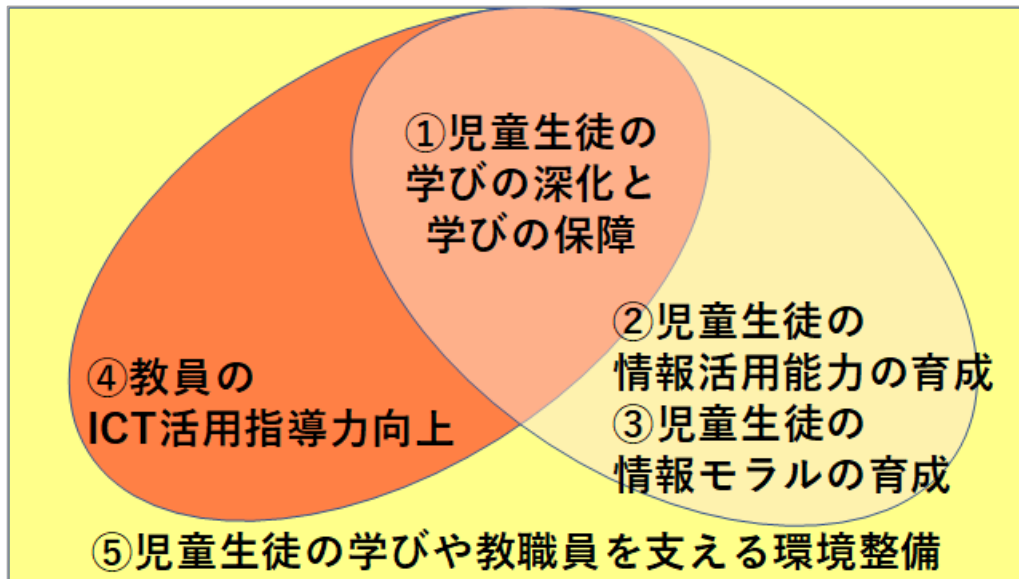 ①児童生徒の
学びの深化と
学びの保障
②児童生徒の
情報活用能力の育成
③児童生徒の
情報モラルの育成
④教員の
ICT活用指導力向上
⑤児童生徒の学びや教職員を支える環境整備